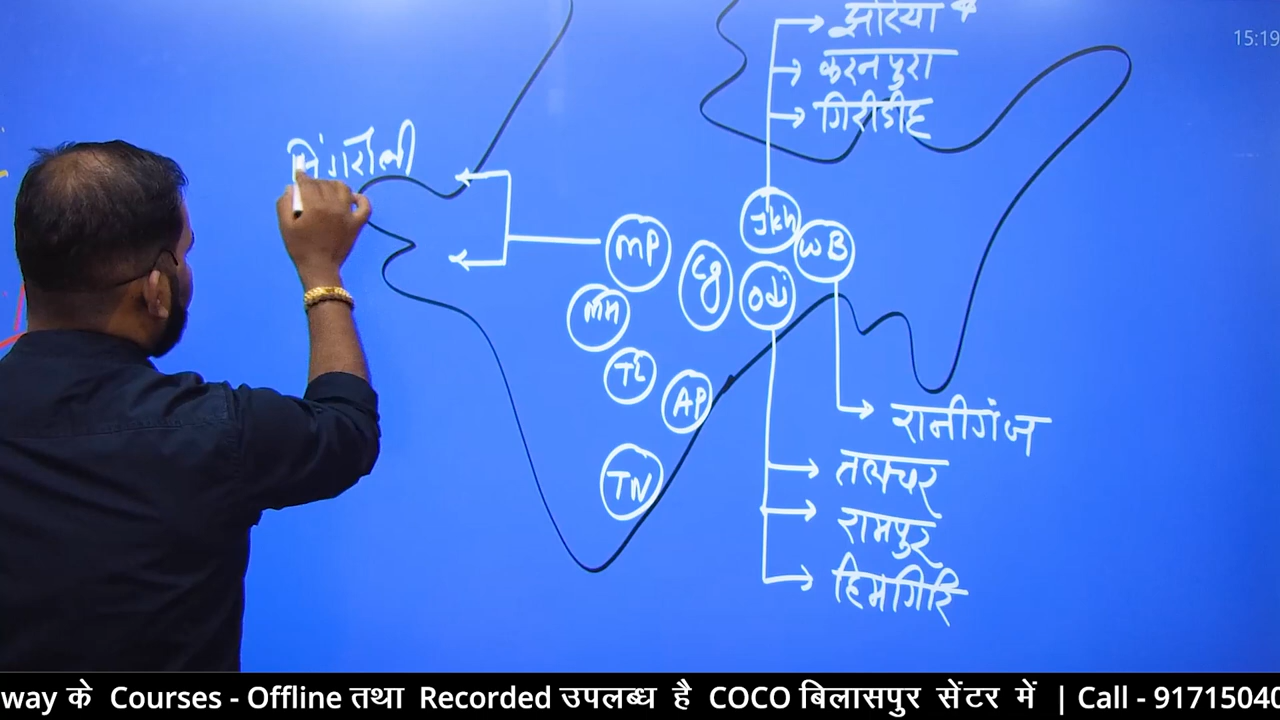 झरिया *
15:19
करनपुरा
गिरीडीह
सिंगरौली
Jkh
MP
WB
Cg
Odi
MH
TL
AP
रानीगंज
तलचर
TN
रामपुर
हिमगिरि
way के Courses - Offline तथा Recorded उपलब्ध है COCO बिलासपुर सेंटर में | Call - 91715040